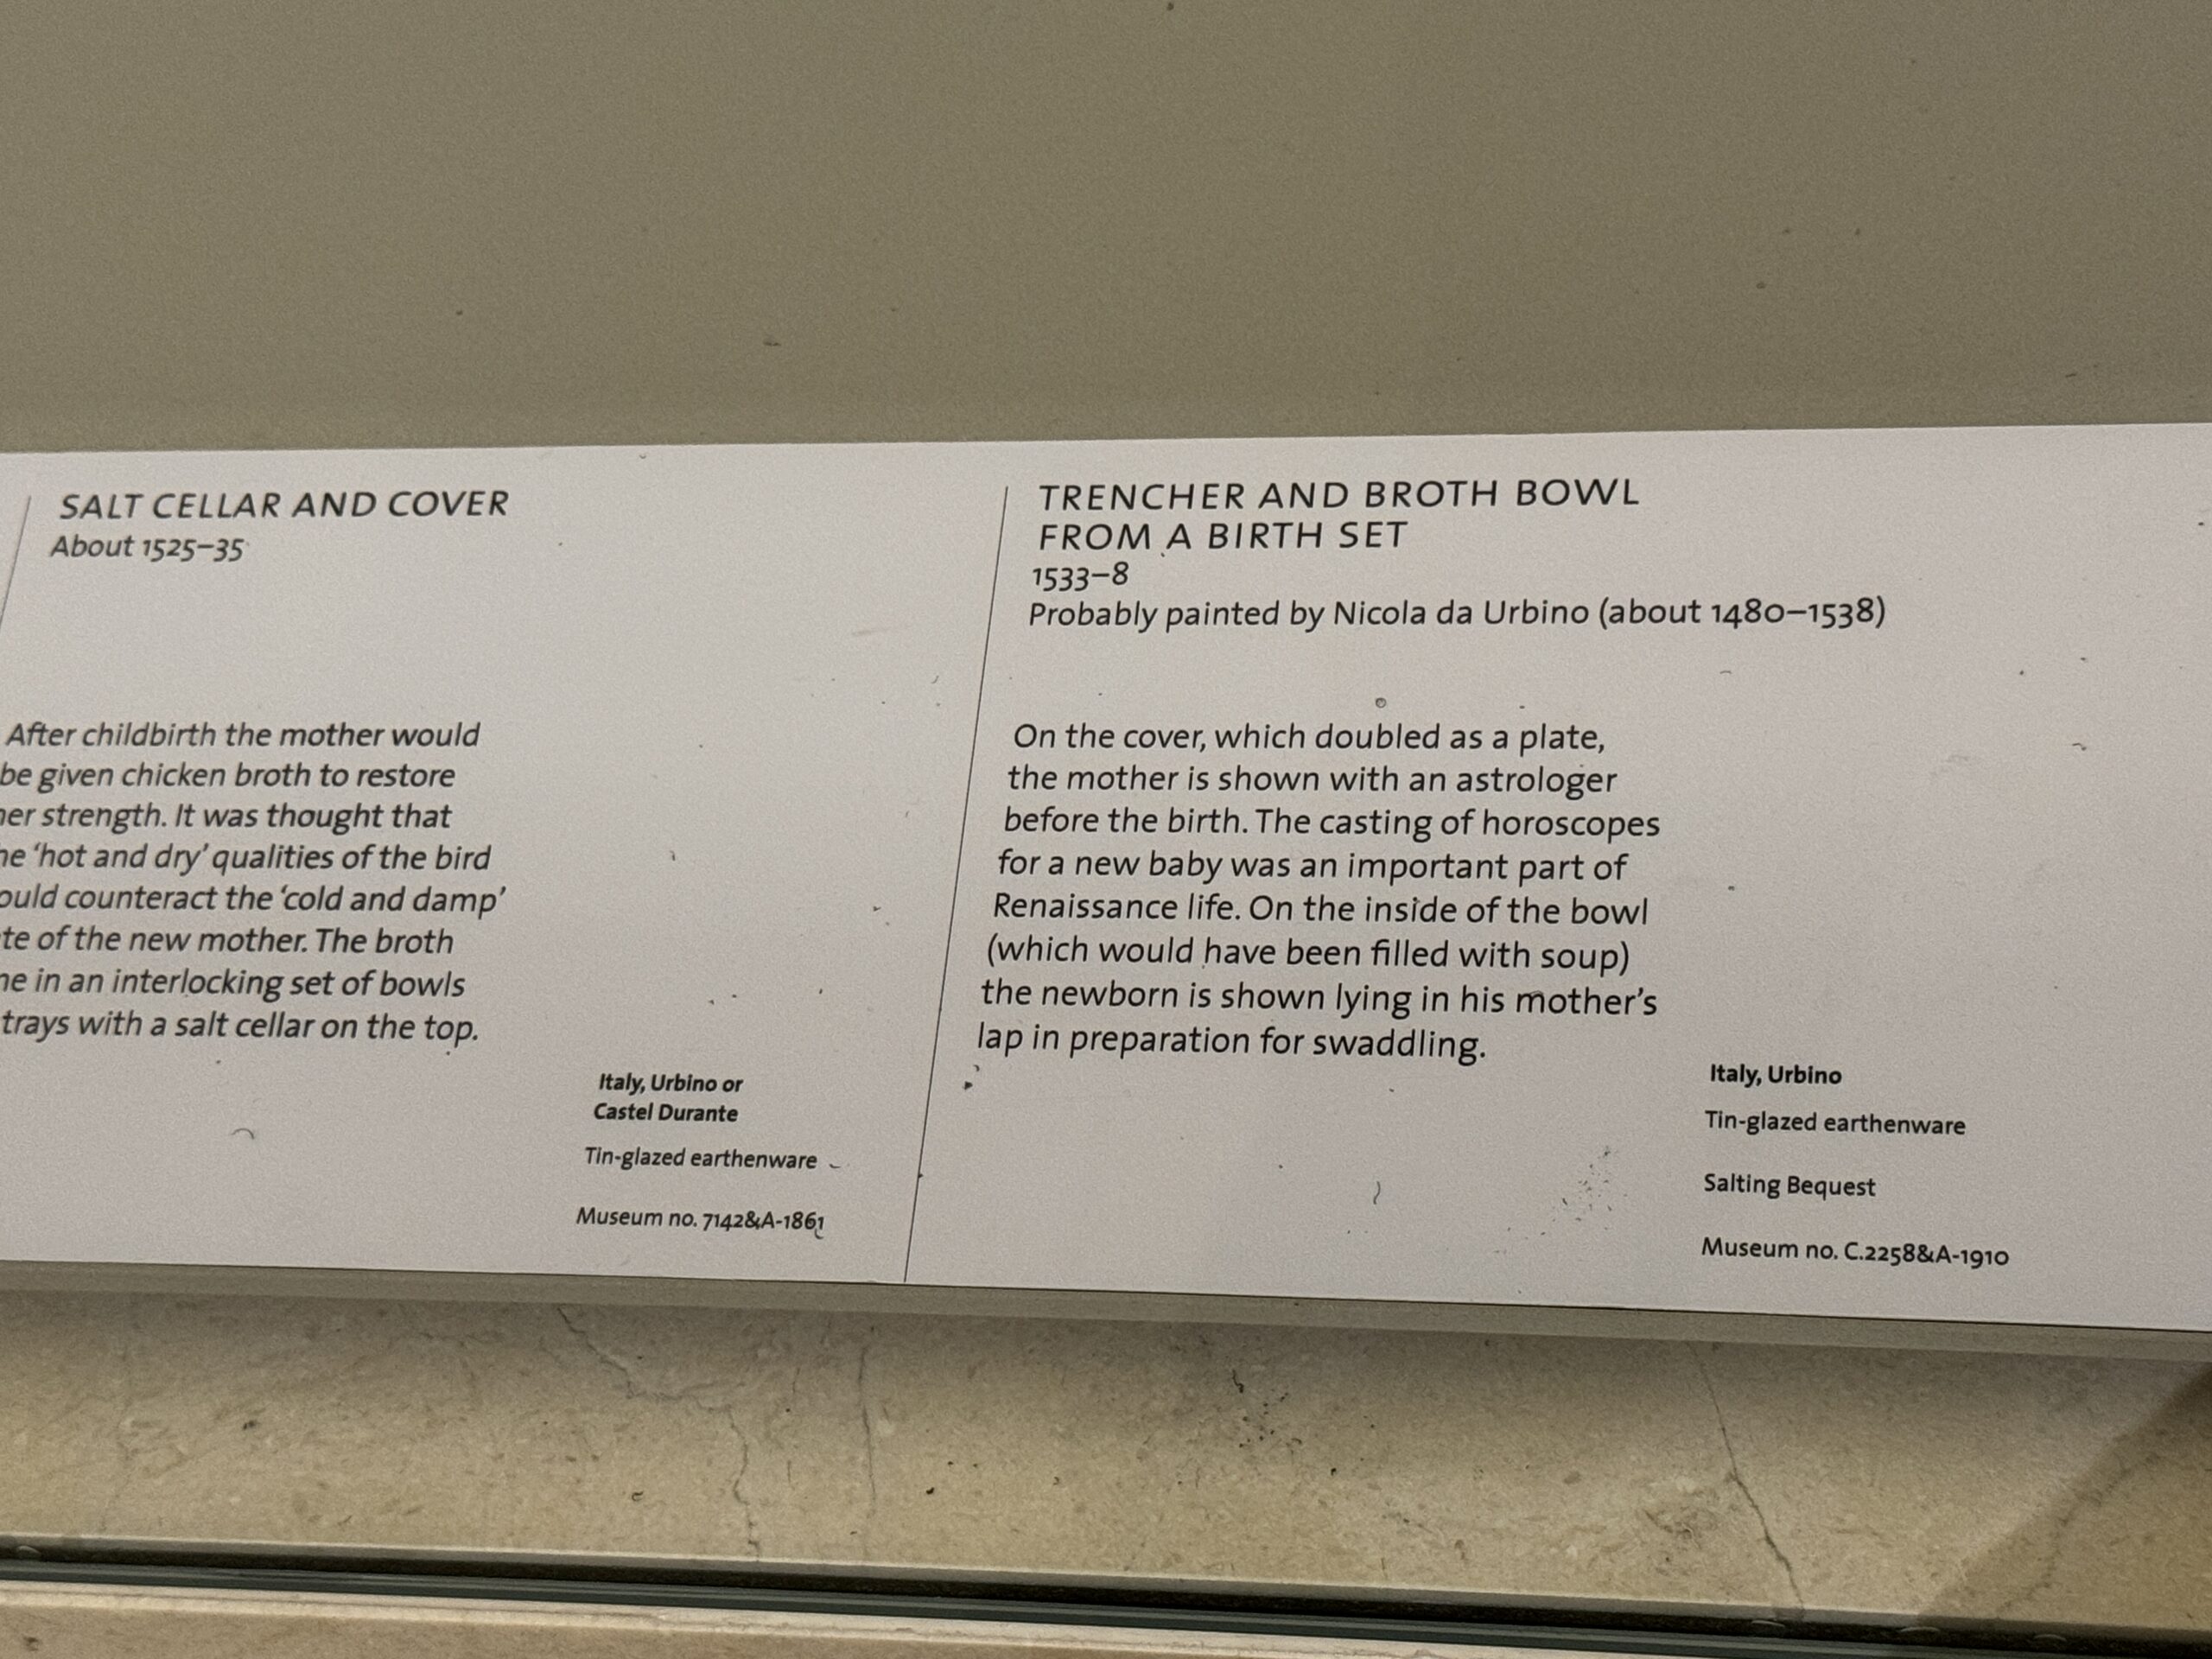 SALT CELLAR AND COVER
About 1525–35
After childbirth the mother would
be given chicken broth to restore
strength. It was thought that
‘hot and dry’ qualities of the bird
counteract the ‘cold and damp’
of the new mother. The broth
in an interlocking set of bowls
trays with a salt cellar on the top.
Italy, Urbino or
Castel Durante
Tin-glazed earthenware
Museum no. 7142&A-1861
TRENCHER AND BROTH BOWL
FROM A BIRTH SET
1533–8
Probably painted by Nicola da Urbino (about 1480–1538)
On the cover, which doubled as a plate,
the mother is shown with an astrologer
before the birth. The casting of horoscopes
for a new baby was an important part of
Renaissance life. On the inside of the bowl
(which would have been filled with soup)
the newborn is shown lying in his mother’s
lap in preparation for swaddling.
Italy, Urbino
Tin-glazed earthenware
Salting Bequest
Museum no. C.2258&A-1910